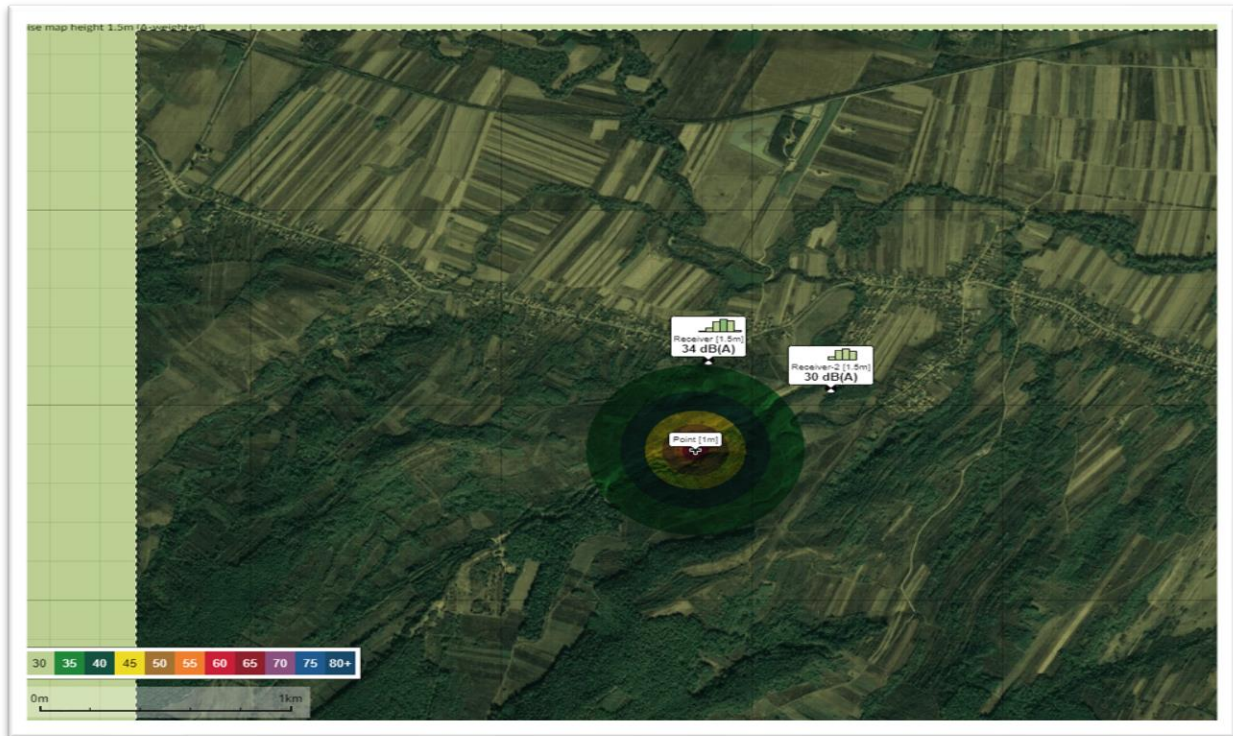 ise map height 1.5m (A-weighted)
Receiver [1.5m]
34 dB(A)
Receiver-2 [1.5m]
30 dB(A)
Point [1m]
30 35 40 45 50 55 60 65 70 75 80+
0m 1km